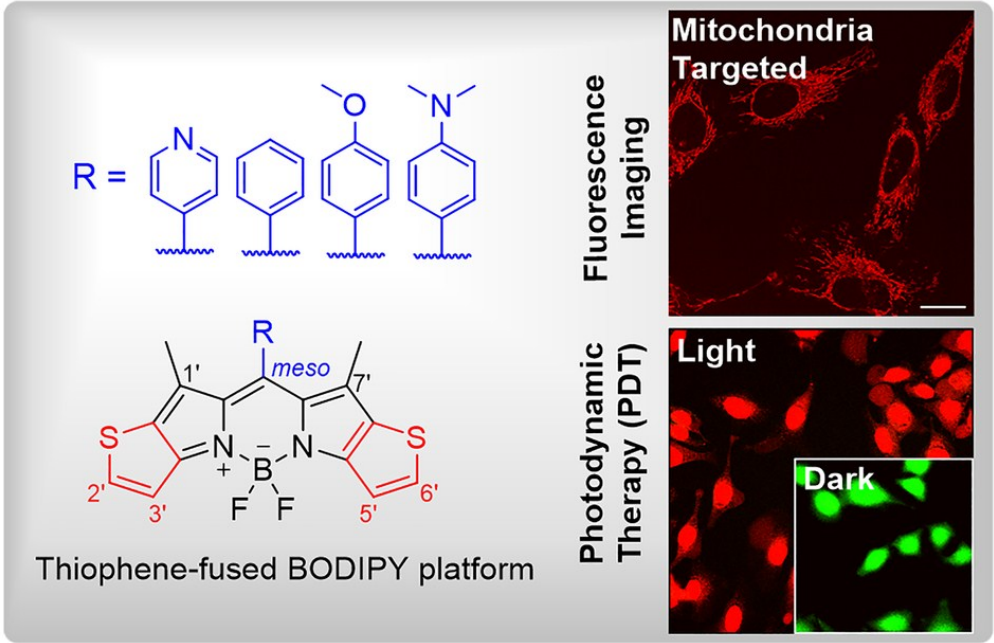 R =
N
O
N
R
meso
1'
7'
S
S
N
N
+
−
B
F
F
2'
3'
5'
6'
Thiophene-fused BODIPY platform
Fluorescence
Imaging
Mitochondria
Targeted
Photodynamic
Therapy (PDT)
Light
Dark